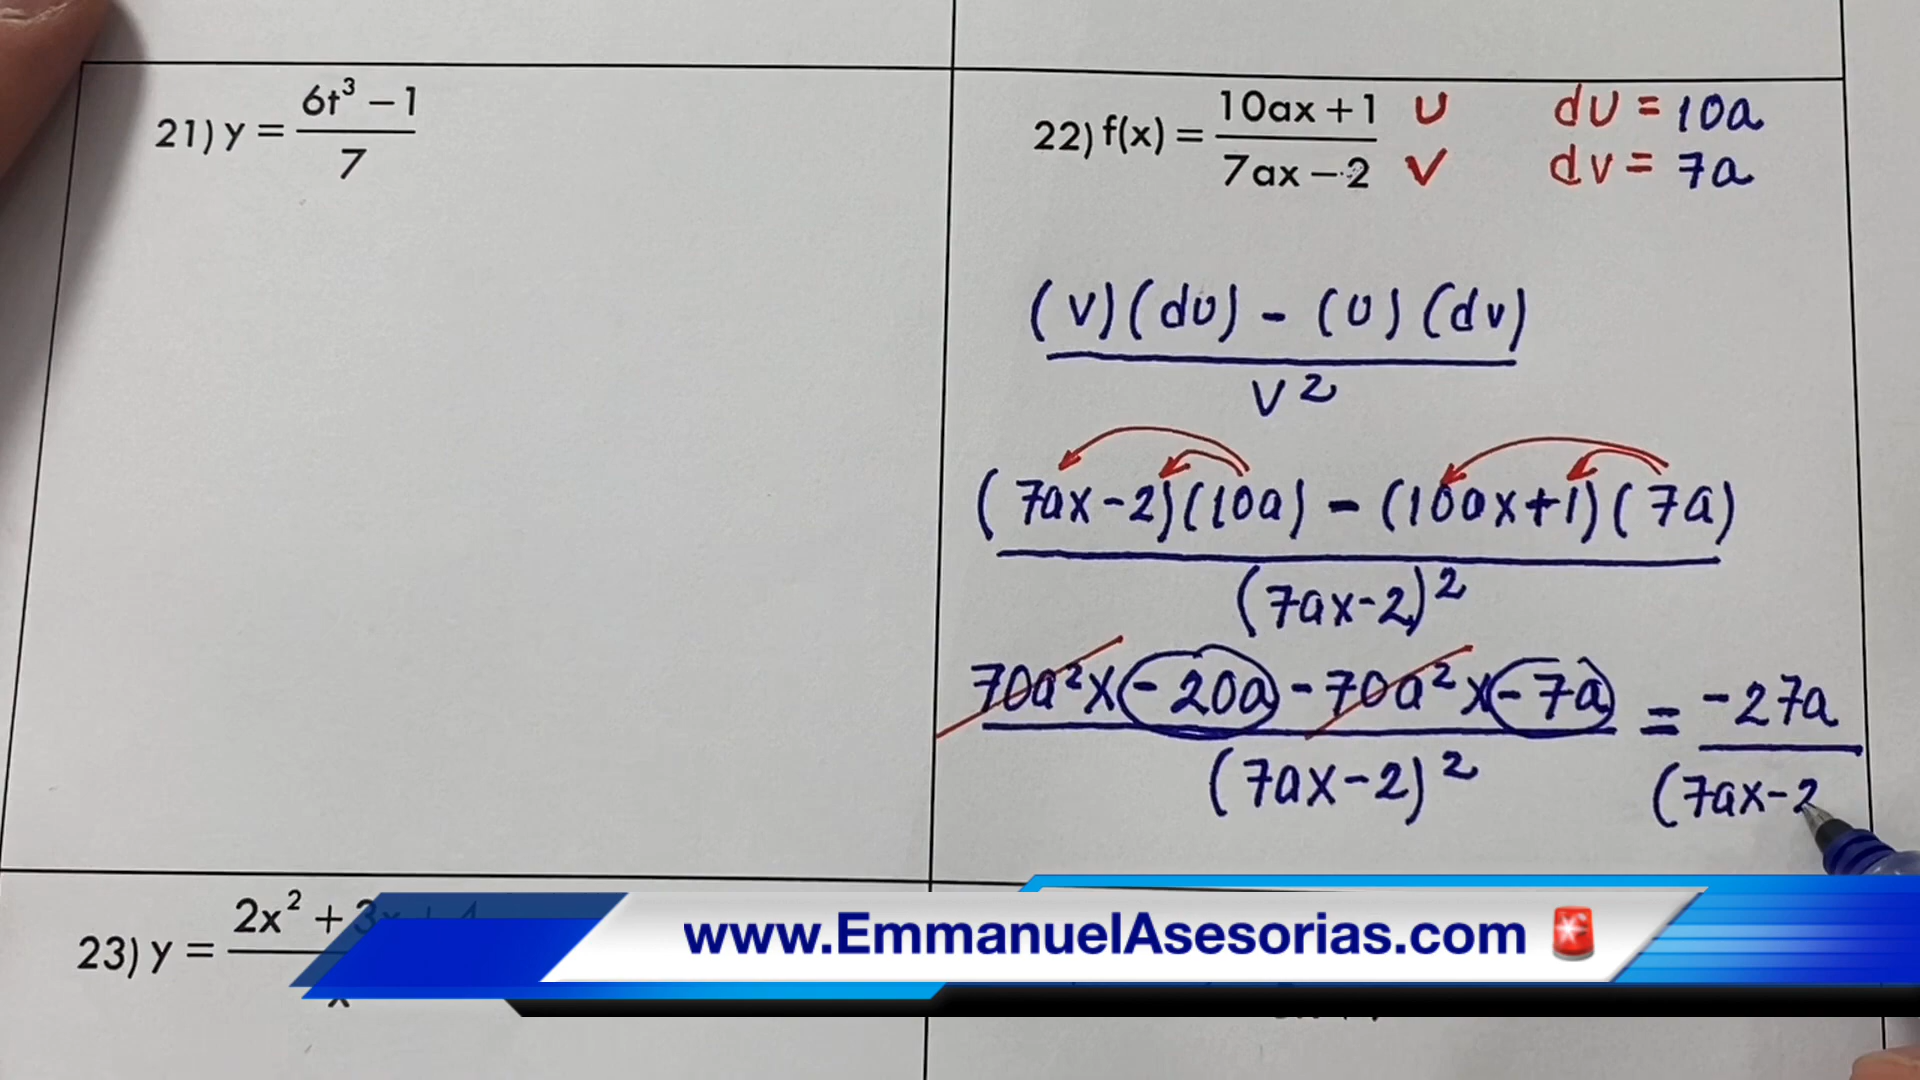 21) y = (6t³ − 1)/7
22) f(x) = (10ax + 1)/(7ax − 2) U V
du = 10a
dv = 7a
(v)(du) - (u)(dv)
v²
(7ax-2)(10a) - (10ax+1)(7a)
(7ax-2)²
70a²x - 20a - 70a²x - 7a = -27a
(7ax-2)² (7ax-2
23) y = 2x² + 3x + 4
x
www.EmmanuelAsesorias.com